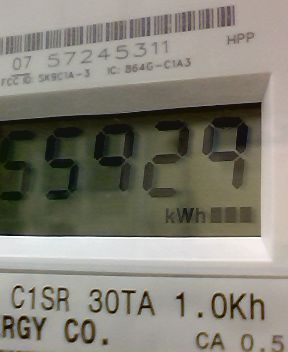 07 57245311
HPP
FCC ID: SK9C1A-3 IC: 864G-C1A3
55929
kWh
C1SR 30TA 1.0Kh
RGY CO.
CA 0.5